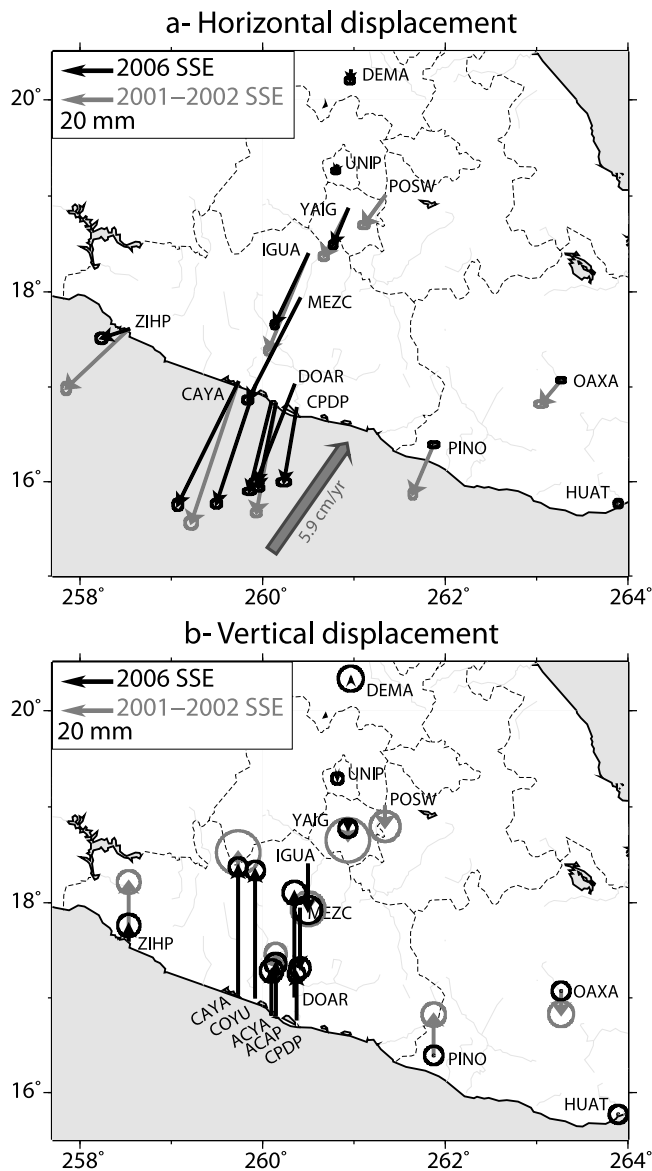 a- Horizontal displacement
2006 SSE
2001–2002 SSE
20 mm
DEMA
20°
UNIP
POSW
YAIG
IGUA
18°
MEZC
ZIHP
DOAR
CAYA
CPDP
OAXA
PINO
16°
HUAT
5.9 cm/yr
258 260 262 264°
b- Vertical displacement
2006 SSE
2001–2002 SSE
20 mm
DEMA
20°
UNIP
POSW
YAIG
IGUA
18°
MEZC
ZIHP
CAYA
COYU
ACYA
ACAP
CPDP
DOAR
OAXA
PINO
16°
HUAT
258 260 262 264°